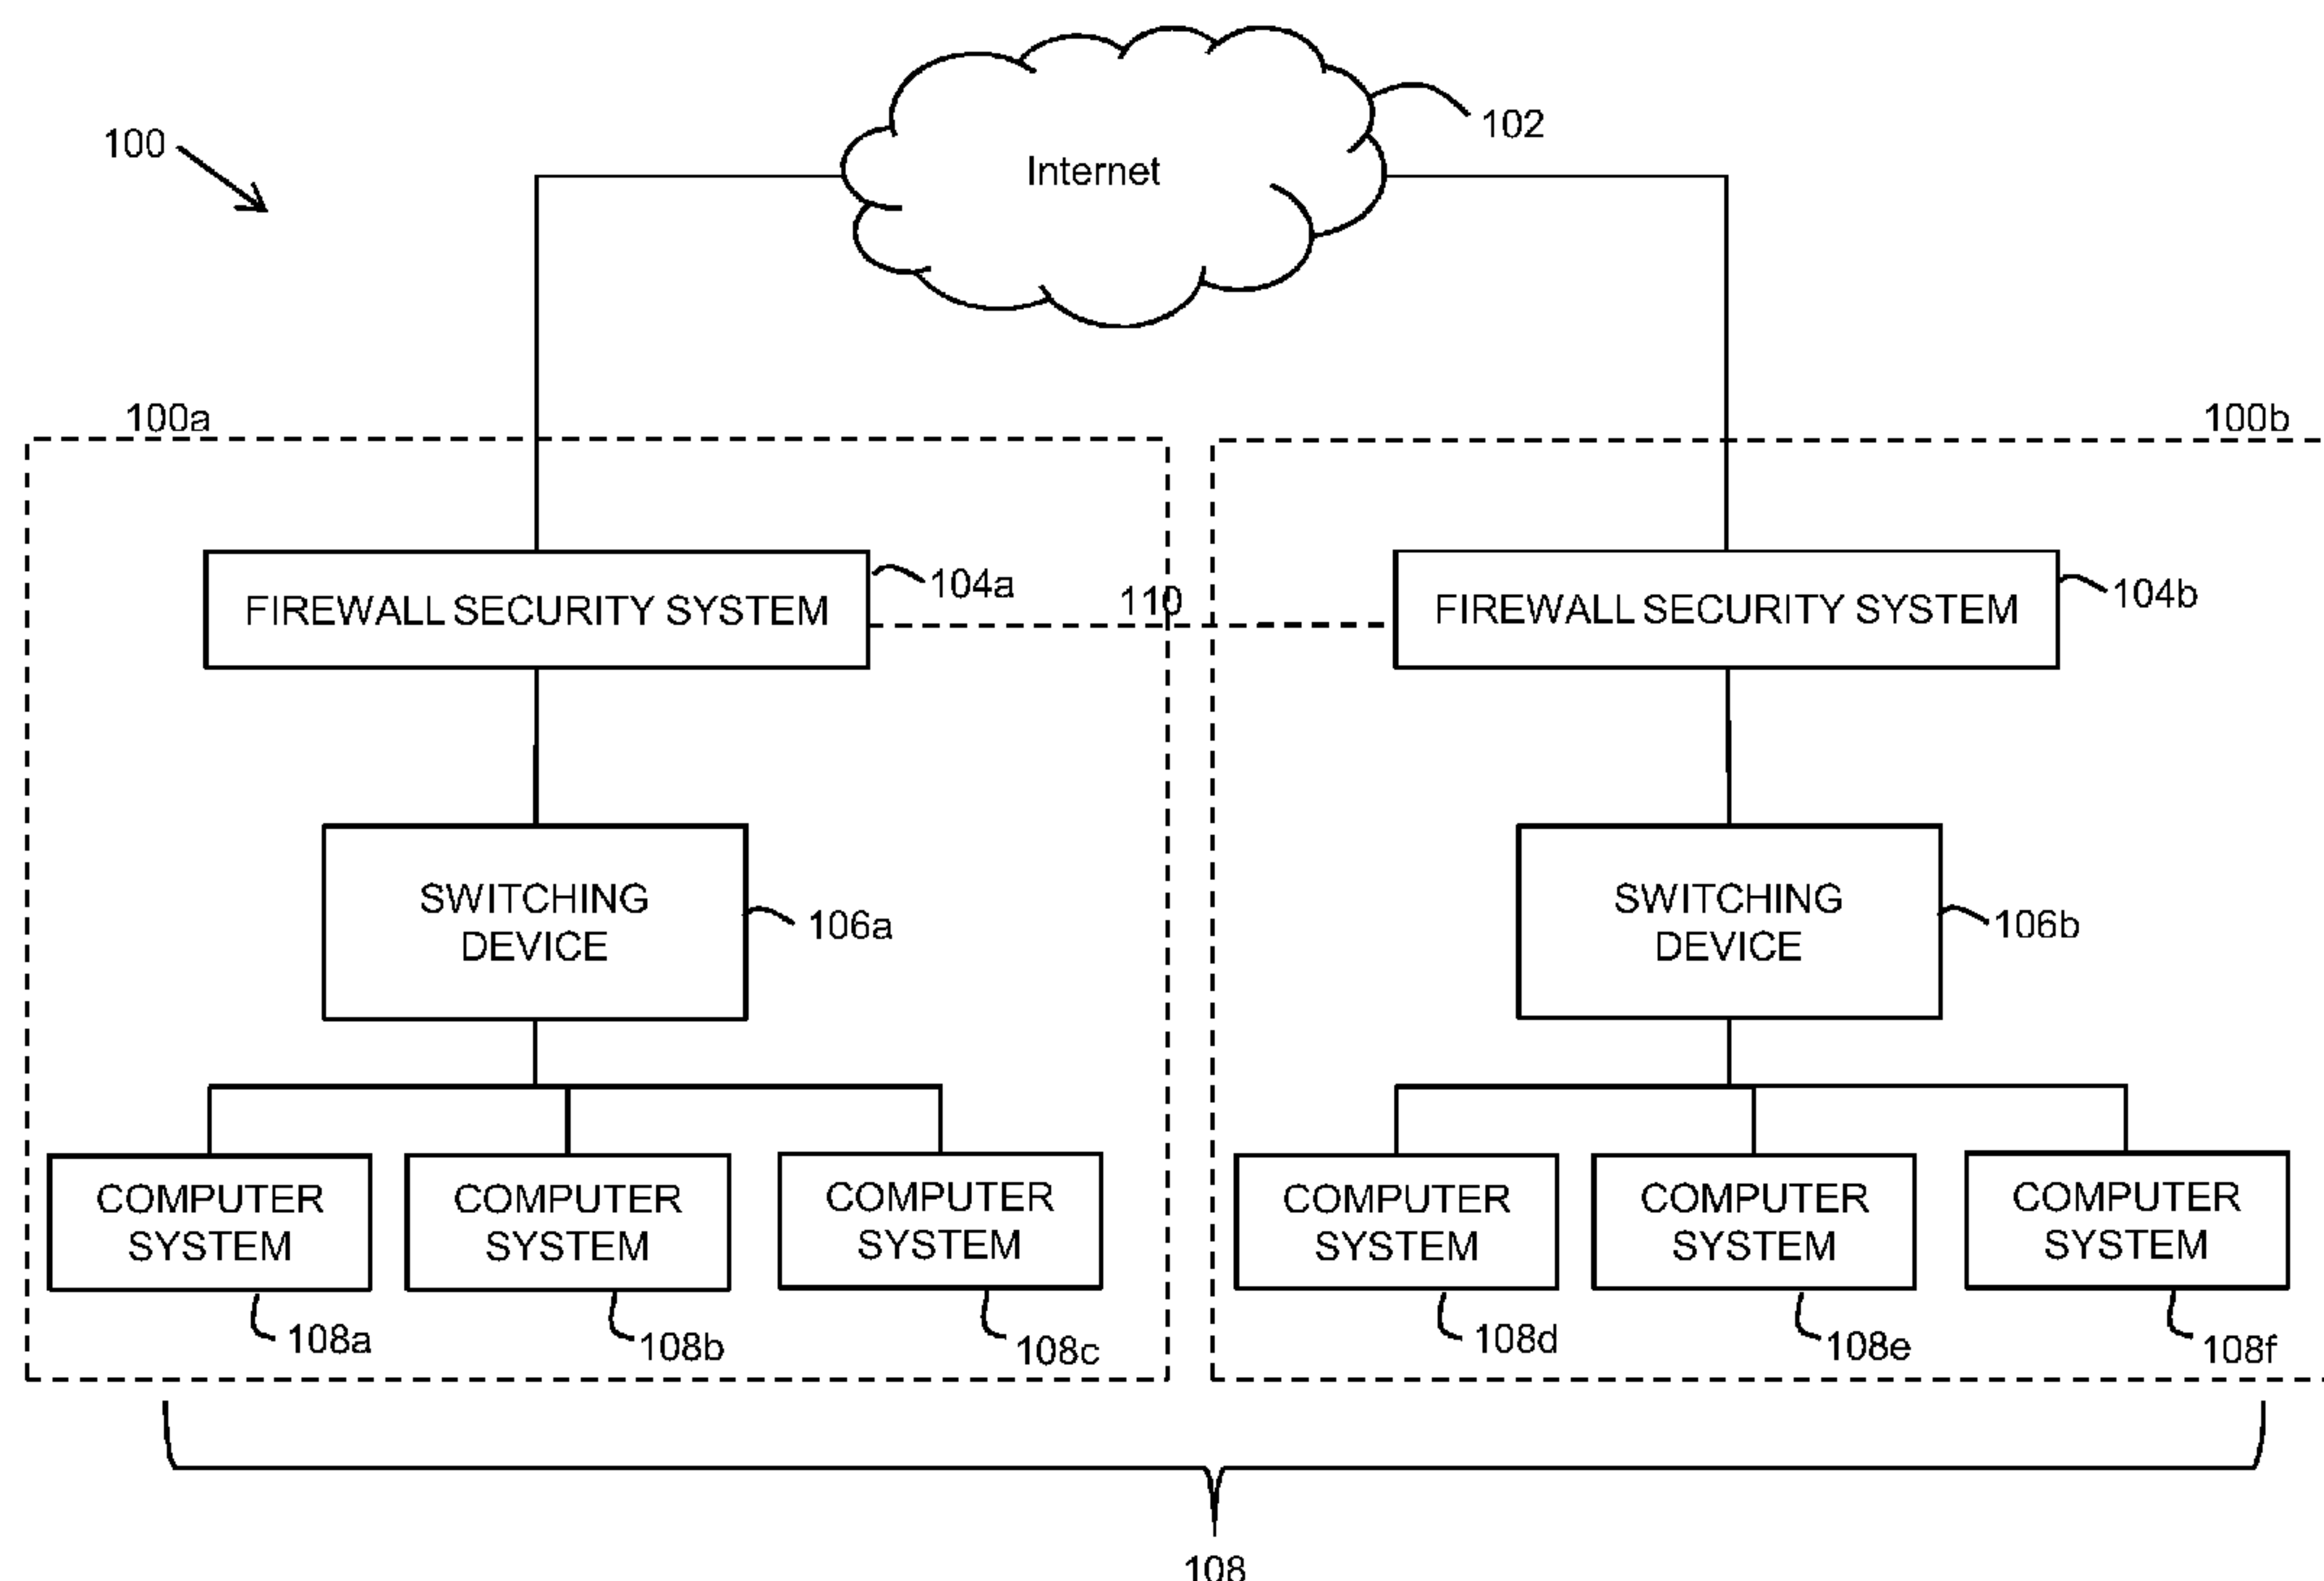 102
100
Internet
100a
100b
104a
FIREWALL SECURITY SYSTEM
110
104b
FIREWALL SECURITY SYSTEM
SWITCHING
DEVICE
106a
SWITCHING
DEVICE
106b
COMPUTER
SYSTEM
COMPUTER
SYSTEM
COMPUTER
SYSTEM
COMPUTER
SYSTEM
COMPUTER
SYSTEM
COMPUTER
SYSTEM
108a
108b
108c
108d
108e
108f
108